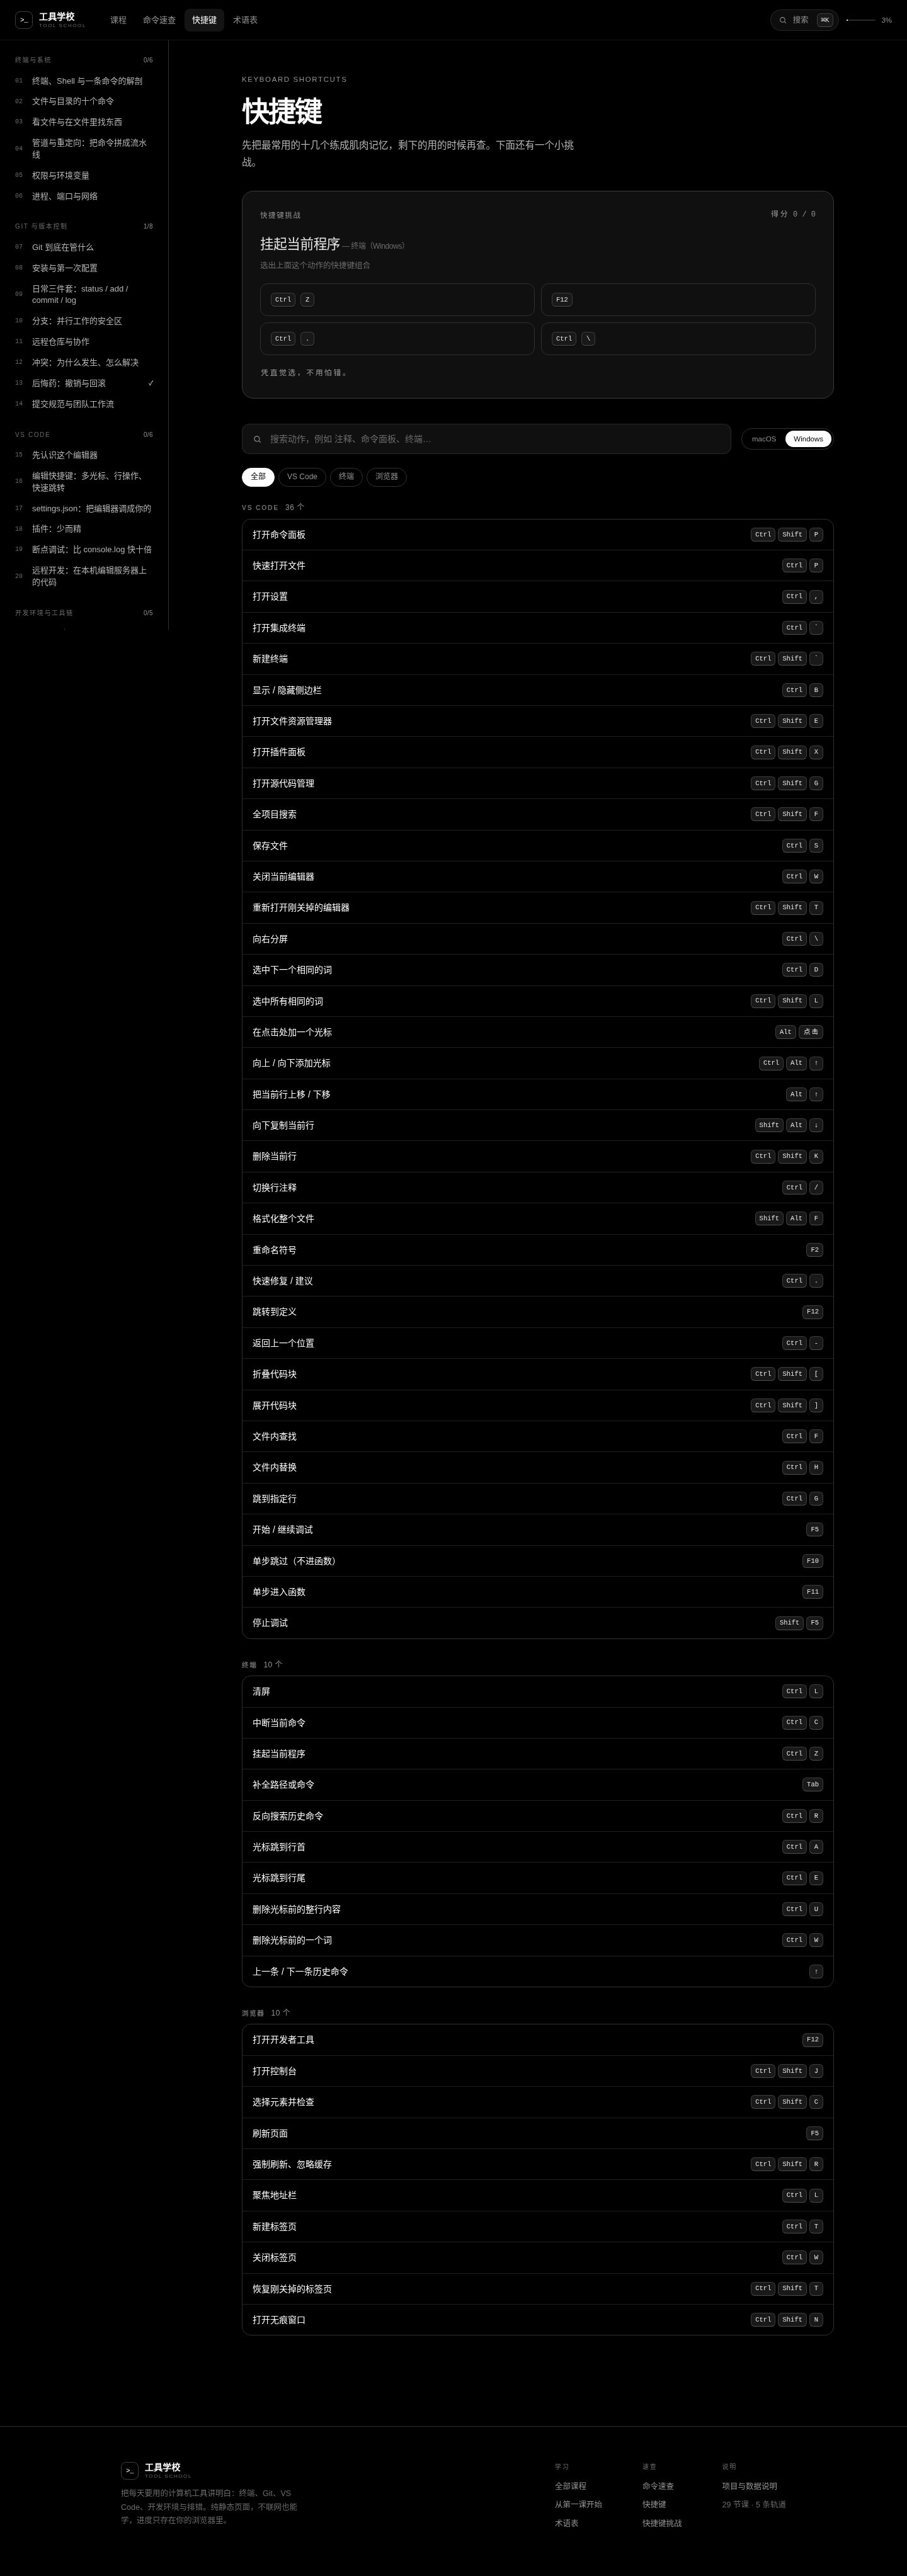 >_ 工具学校
TOOL SCHOOL
课程 命令速查 快捷键 术语表
搜索 ⌘K 3%
终端与系统 0/6
01 终端、Shell 与一条命令的解剖
02 文件与目录的十个命令
03 看文件与在文件里找东西
04 管道与重定向：把命令拼成流水
线
05 权限与环境变量
06 进程、端口与网络
GIT 与版本控制 1/8
07 Git 到底在管什么
08 安装与第一次配置
09 日常三件套：status / add /
commit / log
10 分支：并行工作的安全区
11 远程仓库与协作
12 冲突：为什么发生、怎么解决
13 后悔药：撤销与回滚 ✓
14 提交规范与团队工作流
VS CODE 0/6
15 先认识这个编辑器
16 编辑快捷键：多光标、行操作、
快速跳转
17 settings.json：把编辑器调成你的
18 插件：少而精
19 断点调试：比 console.log 快十倍
20 远程开发：在本机编辑服务器上
的代码
开发环境与工具链 0/5
KEYBOARD SHORTCUTS
快捷键
先把最常用的十几个练成肌肉记忆，剩下的用的时候再查。下面还有一个小挑
战。
快捷键挑战 得分 0 / 0
挂起当前程序 — 终端（Windows）
选出上面这个动作的快捷键组合
Ctrl Z
F12
Ctrl .
Ctrl \
凭直觉选，不用怕错。
搜索动作，例如 注释、命令面板、终端…
macOS Windows
全部 VS Code 终端 浏览器
VS CODE 36 个
打开命令面板 Ctrl Shift P
快速打开文件 Ctrl P
打开设置 Ctrl ,
打开集成终端 Ctrl `
新建终端 Ctrl Shift `
显示 / 隐藏侧边栏 Ctrl B
打开文件资源管理器 Ctrl Shift E
打开插件面板 Ctrl Shift X
打开源代码管理 Ctrl Shift G
全项目搜索 Ctrl Shift F
保存文件 Ctrl S
关闭当前编辑器 Ctrl W
重新打开刚关掉的编辑器 Ctrl Shift T
向右分屏 Ctrl \
选中下一个相同的词 Ctrl D
选中所有相同的词 Ctrl Shift L
在点击处加一个光标 Alt 点击
向上 / 向下添加光标 Ctrl Alt ↑
把当前行上移 / 下移 Alt ↑
向下复制当前行 Shift Alt ↓
删除当前行 Ctrl Shift K
切换行注释 Ctrl /
格式化整个文件 Shift Alt F
重命名符号 F2
快速修复 / 建议 Ctrl .
跳转到定义 F12
返回上一个位置 Ctrl -
折叠代码块 Ctrl Shift [
展开代码块 Ctrl Shift ]
文件内查找 Ctrl F
文件内替换 Ctrl H
跳到指定行 Ctrl G
开始 / 继续调试 F5
单步跳过（不进函数） F10
单步进入函数 F11
停止调试 Shift F5
终端 10 个
清屏 Ctrl L
中断当前命令 Ctrl C
挂起当前程序 Ctrl Z
补全路径或命令 Tab
反向搜索历史命令 Ctrl R
光标跳到行首 Ctrl A
光标跳到行尾 Ctrl E
删除光标前的整行内容 Ctrl U
删除光标前的一个词 Ctrl W
上一条 / 下一条历史命令 ↑
浏览器 10 个
打开开发者工具 F12
打开控制台 Ctrl Shift J
选择元素并检查 Ctrl Shift C
刷新页面 F5
强制刷新、忽略缓存 Ctrl Shift R
聚焦地址栏 Ctrl L
新建标签页 Ctrl T
关闭标签页 Ctrl W
恢复刚关掉的标签页 Ctrl Shift T
打开无痕窗口 Ctrl Shift N
>_ 工具学校
TOOL SCHOOL
把每天要用的计算机工具讲明白：终端、Git、VS
Code、开发环境与排错。纯静态页面，不联网也能
学，进度只存在你的浏览器里。
学习
全部课程
从第一课开始
术语表
速查
命令速查
快捷键
快捷键挑战
说明
项目与数据说明
29 节课 · 5 条轨道